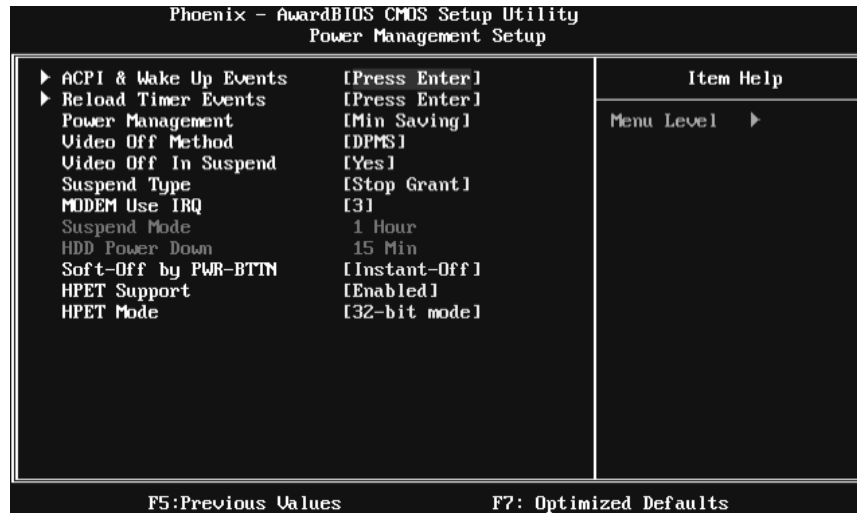 Phoenix - AwardBIOS CMOS Setup Utility
Power Management Setup
ACPI & Wake Up Events [Press Enter]
Reload Timer Events [Press Enter]
Power Management [Min Saving]
Video Off Method [DPMS]
Video Off In Suspend [Yes]
Suspend Type [Stop Grant]
MODEM Use IRQ [3]
Suspend Mode 1 Hour
HDD Power Down 15 Min
Soft-Off by PWR-BTTN [Instant-Off]
HPET Support [Enabled]
HPET Mode [32-bit mode]
Item Help
Menu Level
F5:Previous Values F7: Optimized Defaults